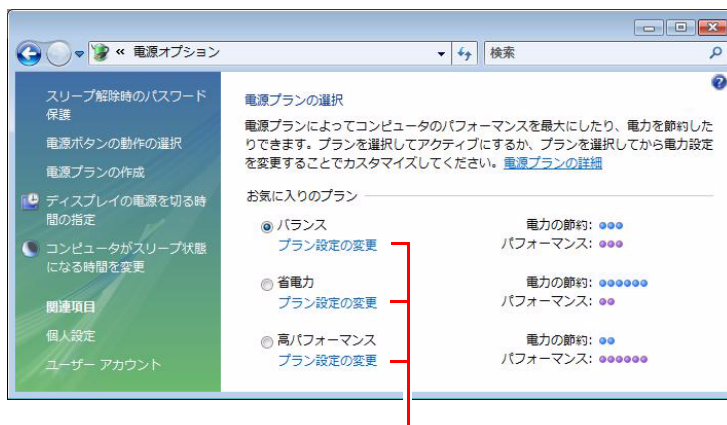 « 電源オプション
検索
スリープ解除時のパスワード
保護
電源ボタンの動作の選択
電源プランの作成
ディスプレイの電源を切る時
間の指定
コンピュータがスリープ状態
になる時間を変更
関連項目
個人設定
ユーザー アカウント
電源プランの選択
電源プランによってコンピュータのパフォーマンスを最大にしたり、電力を節約した
りできます。プランを選択してアクティブにするか、プランを選択してから電力設定
を変更することでカスタマイズしてください。電源プランの詳細
お気に入りのプラン
バランス 電力の節約:
プラン設定の変更 パフォーマンス:
省電力 電力の節約:
プラン設定の変更 パフォーマンス:
高パフォーマンス 電力の節約:
プラン設定の変更 パフォーマンス: